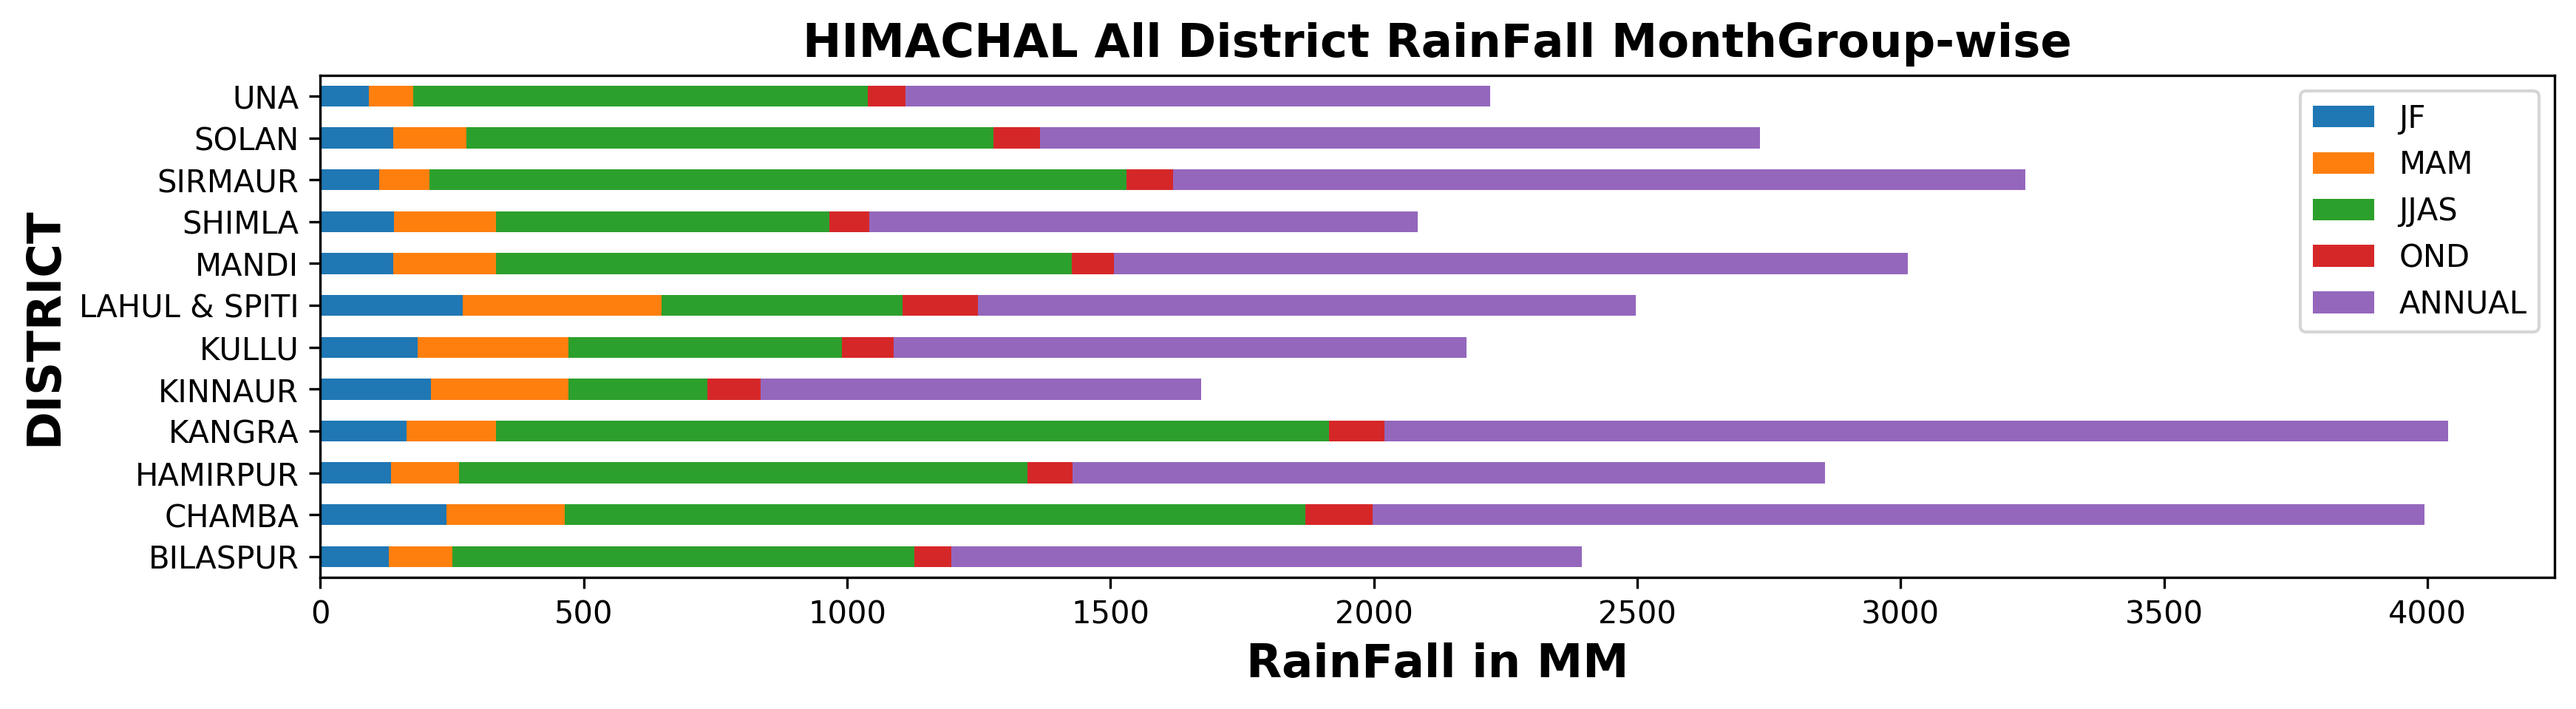 HIMACHAL All District RainFall MonthGroup-wise
DISTRICT
UNA
SOLAN
SIRMAUR
SHIMLA
MANDI
LAHUL & SPITI
KULLU
KINNAUR
KANGRA
HAMIRPUR
CHAMBA
BILASPUR
JF
MAM
JJAS
OND
ANNUAL
0 500 1000 1500 2000 2500 3000 3500 4000
RainFall in MM